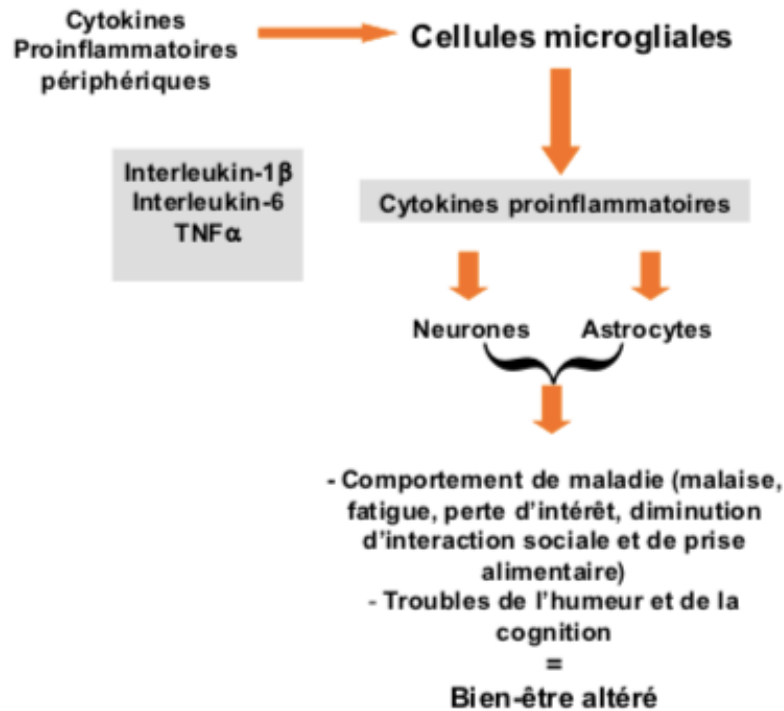 Cytokines
Proinflammatoires
périphériques
Cellules microgliales
Interleukin-1β
Interleukin-6
TNFα
Cytokines proinflammatoires
Neurones
Astrocytes
- Comportement de maladie (malaise,
fatigue, perte d'intérêt, diminution
d'interaction sociale et de prise
alimentaire)
- Troubles de l'humeur et de la
cognition
=
Bien-être altéré